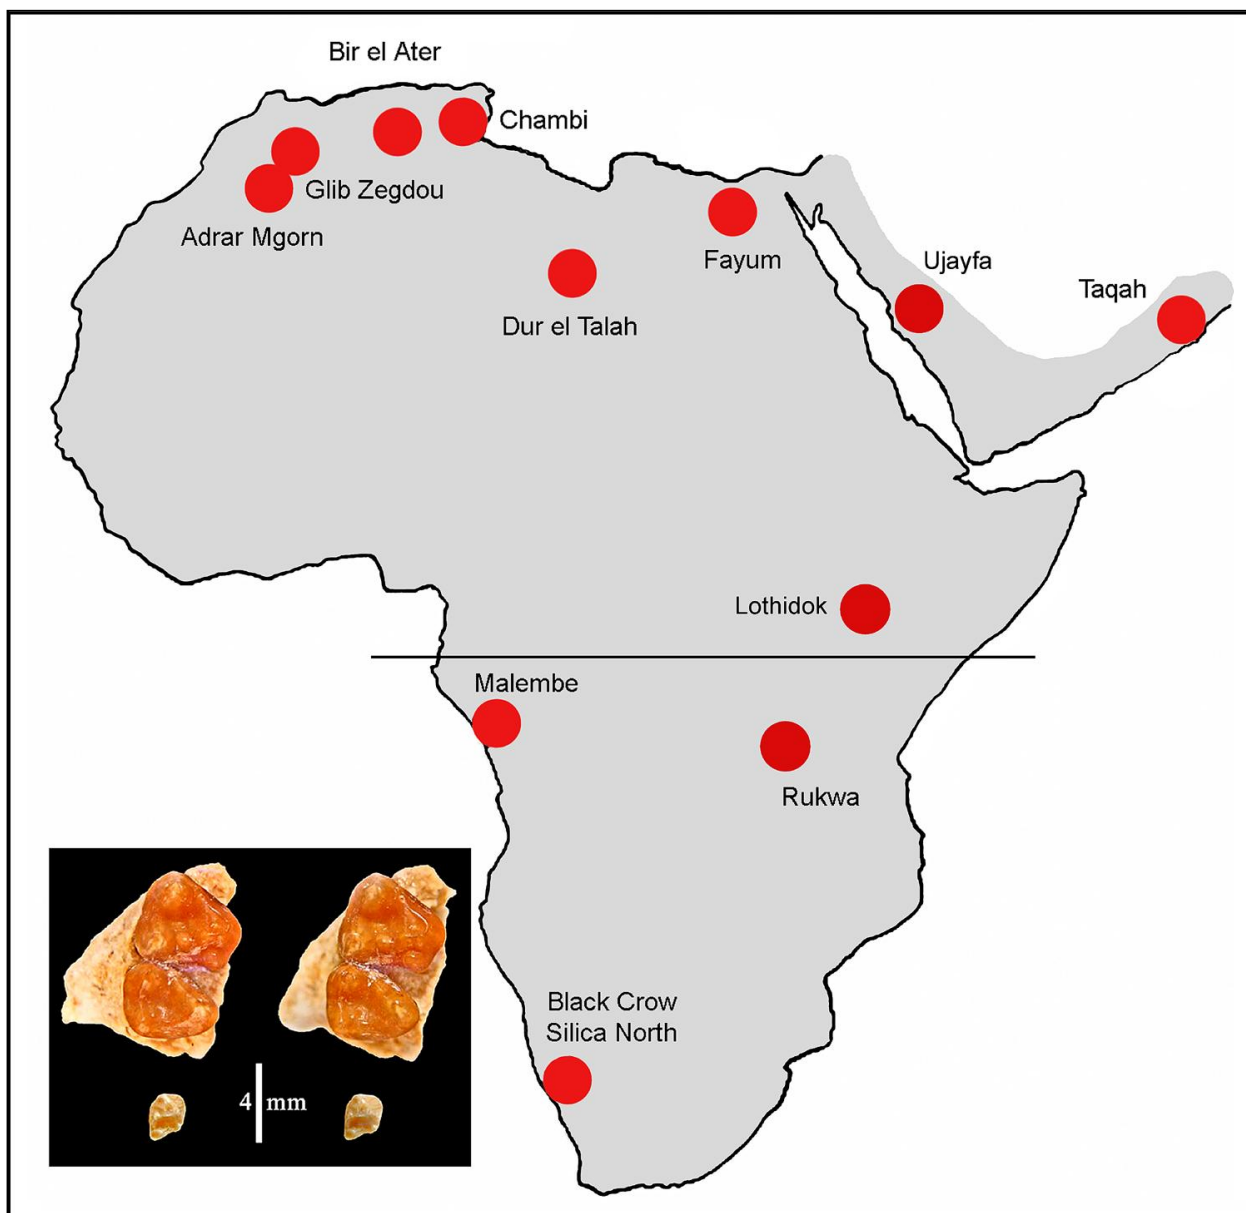 Bir el Ater
Chambi
Glib Zegdou
Adrar Mgorn
Fayum
Ujayfa
Taqah
Dur el Talah
Lothidok
Malembe
Rukwa
Black Crow
Silica North
4 mm